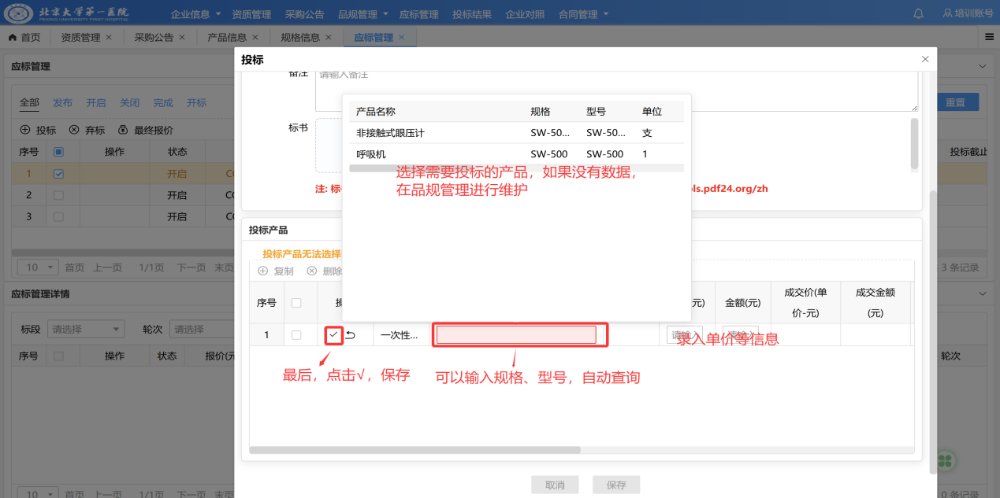 北京大学第一医院
PEKING UNIVERSITY FIRST HOSPITAL
企业信息 资质管理 采购公告 品规管理 应标管理 投标结果 企业对照 合同管理
培训账号
首页 资质管理 × 采购公告 × 产品信息 × 规格信息 × 应标管理 ×
应标管理
全部 发布 开启 关闭 完成 开标
重置
投标 弃标 最终报价
序号 操作 状态 投标截止
1 开启
2 开启
3 开启
10 首页 上一页 1/1页 下一页 末页
3 条记录
应标管理详情
标段 请选择 轮次 请选择
序号 操作 状态 报价(元 轮次
10 首页 上一页 1/1页 下一页 末页
0 条记录
投标
备注 请输入备注
标书
注: 标
ls.pdf24.org/zh
产品名称 规格 型号 单位
非接触式眼压计 SW-50... SW-50... 支
呼吸机 SW-500 SW-500 1
选择需要投标的产品，如果没有数据，
在品规管理进行维护
投标产品
投标产品无法选择
复制 删除
序号 元) 金额(元) 成交价(单价-元) 成交金额(元)
1 一次性... 请输入 请输入
录入单价等信息
最后，点击√，保存
可以输入规格、型号，自动查询
取消 保存